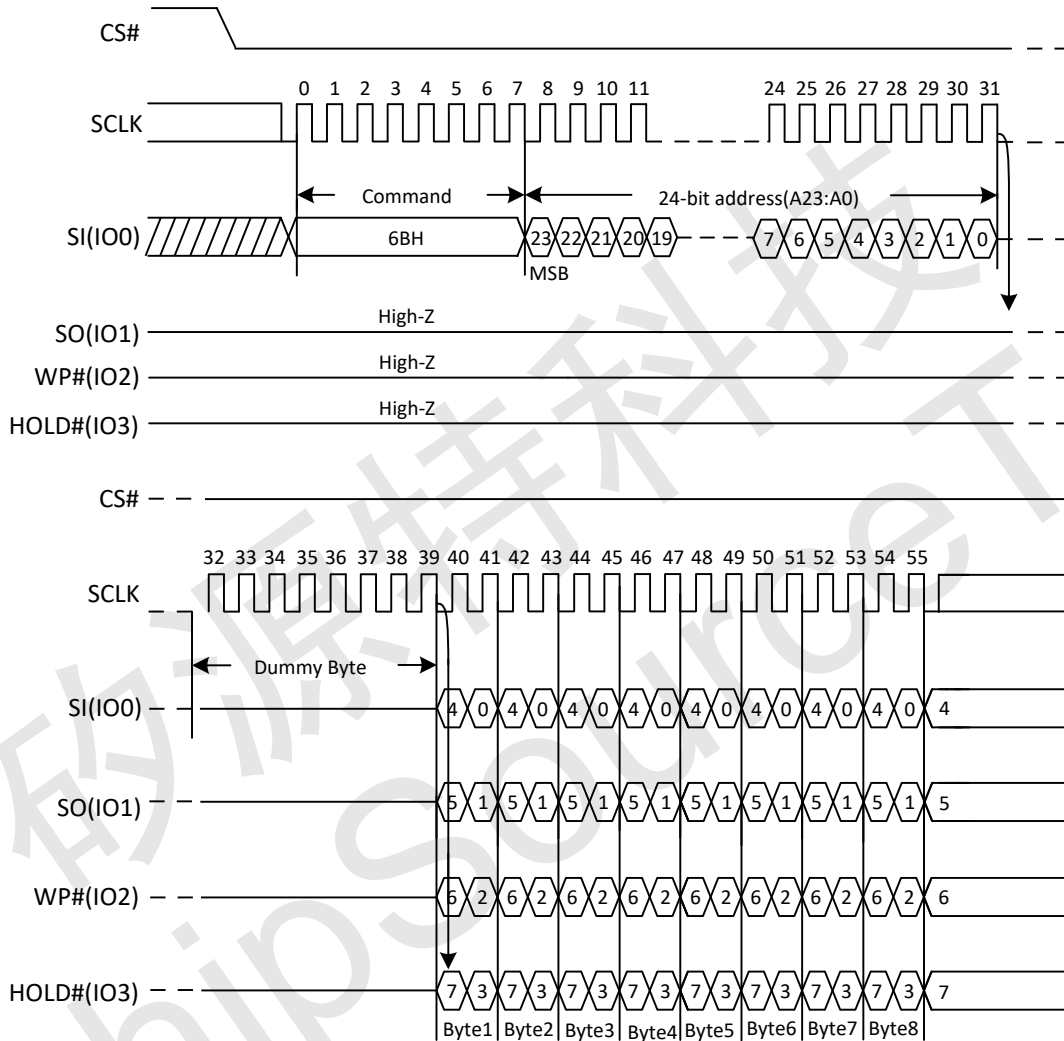 CS#
0 1 2 3 4 5 6 7 8 9 10 11 24 25 26 27 28 29 30 31
SCLK
Command 24-bit address(A23:A0)
SI(IO0) 6BH 23 22 21 20 19 7 6 5 4 3 2 1 0
MSB
High-Z
SO(IO1)
High-Z
WP#(IO2)
High-Z
HOLD#(IO3)
CS#
32 33 34 35 36 37 38 39 40 41 42 43 44 45 46 47 48 49 50 51 52 53 54 55
SCLK
Dummy Byte
SI(IO0) 4 0 4 0 4 0 4 0 4 0 4 0 4 0 4 0 4
SO(IO1) 5 1 5 1 5 1 5 1 5 1 5 1 5 1 5 1 5
WP#(IO2) 6 2 6 2 6 2 6 2 6 2 6 2 6 2 6 2 6
HOLD#(IO3) 7 3 7 3 7 3 7 3 7 3 7 3 7 3 7 3 7
Byte1 Byte2 Byte3 Byte4 Byte5 Byte6 Byte7 Byte8
矽源特科技
hipSourceT